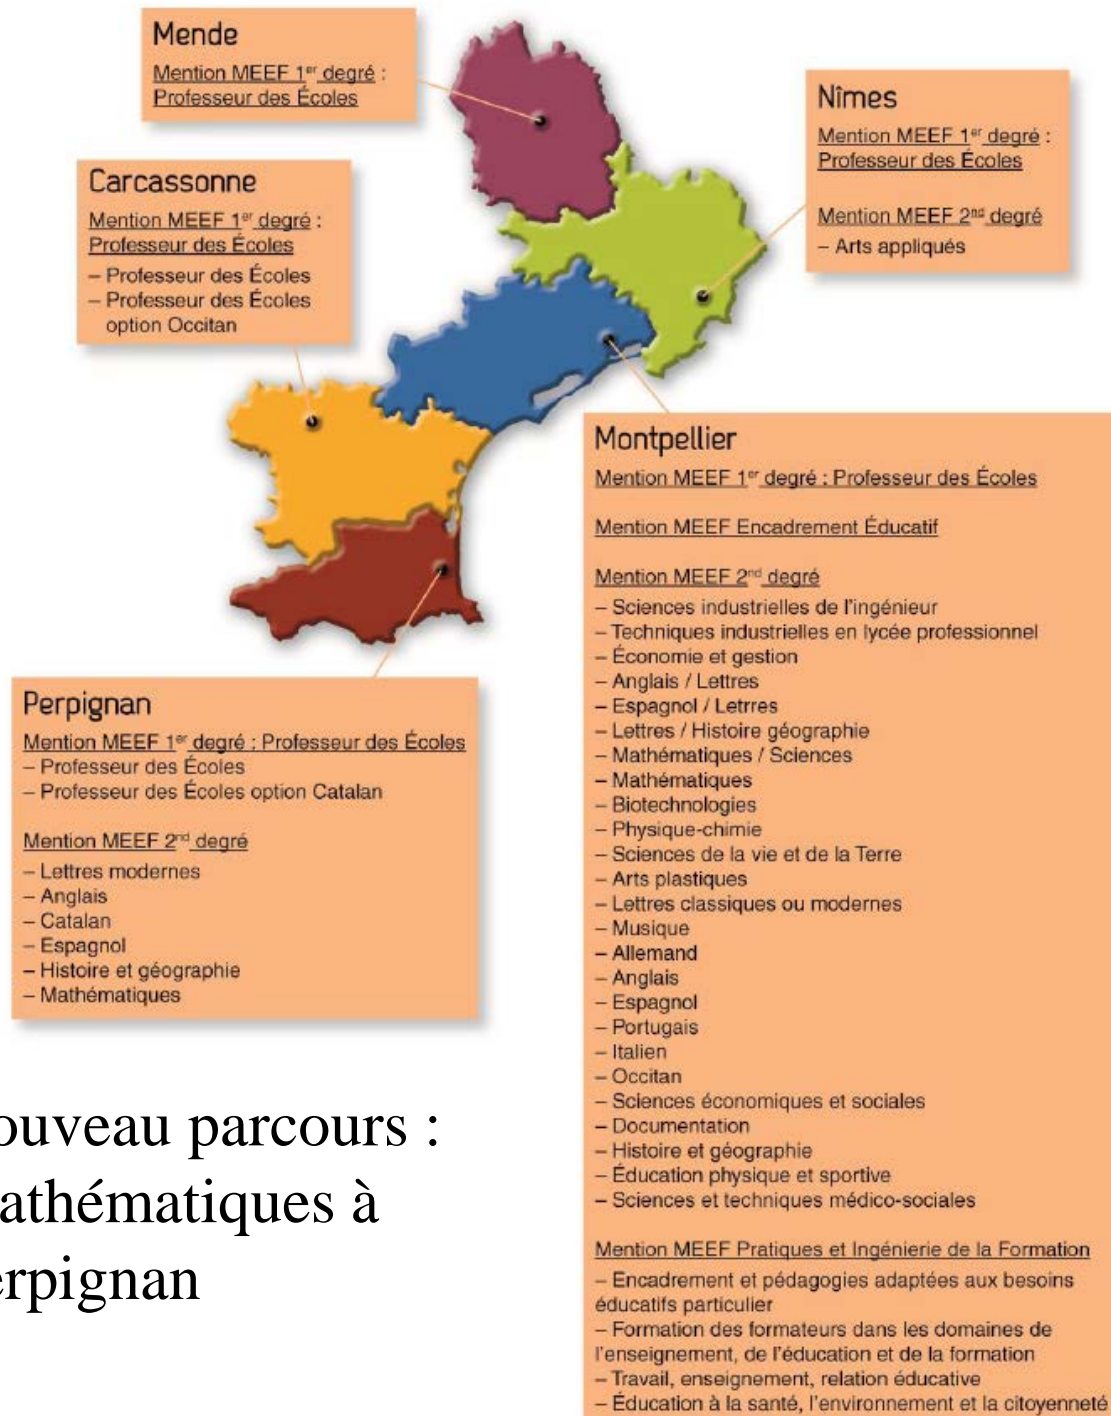 Mende
Mention MEEF 1er degré :
Professeur des Écoles
Nîmes
Mention MEEF 1er degré :
Professeur des Écoles
Mention MEEF 2nd degré
– Arts appliqués
Carcassonne
Mention MEEF 1er degré :
Professeur des Écoles
– Professeur des Écoles
– Professeur des Écoles
option Occitan
Montpellier
Mention MEEF 1er degré : Professeur des Écoles
Mention MEEF Encadrement Éducatif
Mention MEEF 2nd degré
– Sciences industrielles de l'ingénieur
– Techniques industrielles en lycée professionnel
– Économie et gestion
– Anglais / Lettres
– Espagnol / Letrres
– Lettres / Histoire géographie
– Mathématiques / Sciences
– Mathématiques
– Biotechnologies
– Physique-chimie
– Sciences de la vie et de la Terre
– Arts plastiques
– Lettres classiques ou modernes
– Musique
– Allemand
– Anglais
– Espagnol
– Portugais
– Italien
– Occitan
– Sciences économiques et sociales
– Documentation
– Histoire et géographie
– Éducation physique et sportive
– Sciences et techniques médico-sociales
Mention MEEF Pratiques et Ingénierie de la Formation
– Encadrement et pédagogies adaptées aux besoins
éducatifs particulier
– Formation des formateurs dans les domaines de
l'enseignement, de l'éducation et de la formation
– Travail, enseignement, relation éducative
– Éducation à la santé, l'environnement et la citoyenneté
Perpignan
Mention MEEF 1er degré : Professeur des Écoles
– Professeur des Écoles
– Professeur des Écoles option Catalan
Mention MEEF 2nd degré
– Lettres modernes
– Anglais
– Catalan
– Espagnol
– Histoire et géographie
– Mathématiques
ouveau parcours :
athématiques à
erpignan